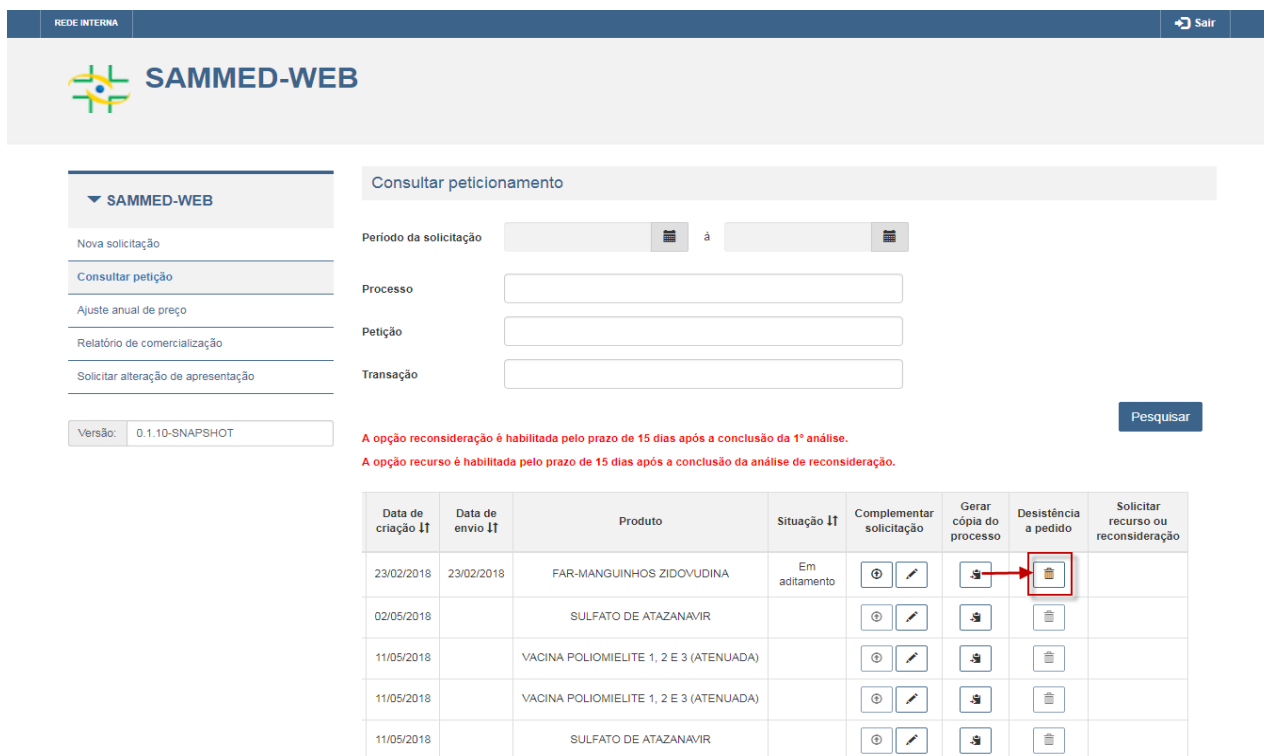 REDE INTERNA
Sair
SAMMED-WEB
SAMMED-WEB
Nova solicitação
Consultar petição
Ajuste anual de preço
Relatório de comercialização
Solicitar alteração de apresentação
Versão: 0.1.10-SNAPSHOT
Consultar peticionamento
Período da solicitação à
Processo
Petição
Transação
Pesquisar
A opção reconsideração é habilitada pelo prazo de 15 dias após a conclusão da 1º análise.
A opção recurso é habilitada pelo prazo de 15 dias após a conclusão da análise de reconsideração.
Data de criação Data de envio Produto Situação Complementar solicitação Gerar cópia do processo Desistência a pedido Solicitar recurso ou reconsideração
23/02/2018 23/02/2018 FAR-MANGUINHOS ZIDOVUDINA Em aditamento
02/05/2018 SULFATO DE ATAZANAVIR
11/05/2018 VACINA POLIOMIELITE 1, 2 E 3 (ATENUADA)
11/05/2018 VACINA POLIOMIELITE 1, 2 E 3 (ATENUADA)
11/05/2018 SULFATO DE ATAZANAVIR